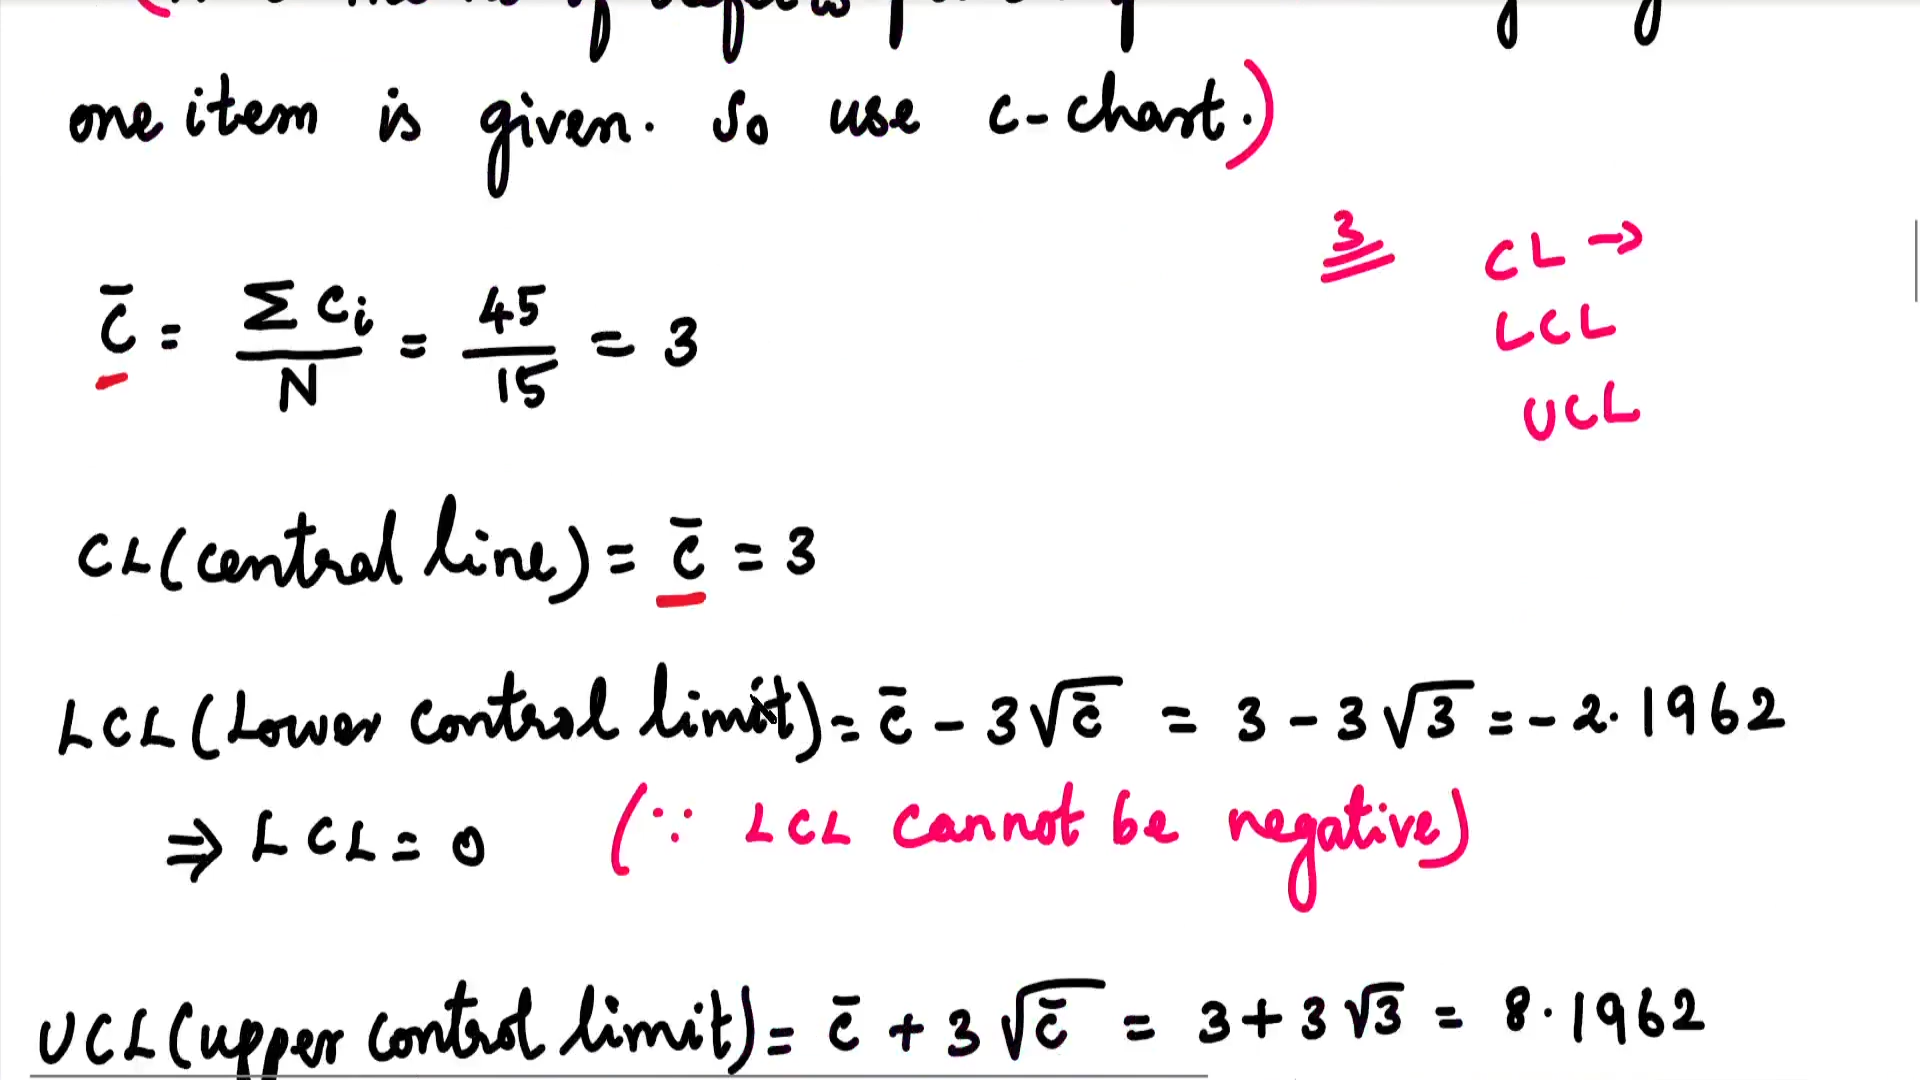 one item is given. So use c-chart.)
3 CL →
LCL
UCL
c̄ = Σ Ci / N = 45 / 15 = 3
CL (central line) = c̄ = 3
LCL (Lower control limit) = c̄ - 3√c̄ = 3 - 3√3 = - 2.1962
⇒ LCL = 0 (∵ LCL cannot be negative)
UCL (upper control limit) = c̄ + 3√c̄ = 3 + 3√3 = 8.1962